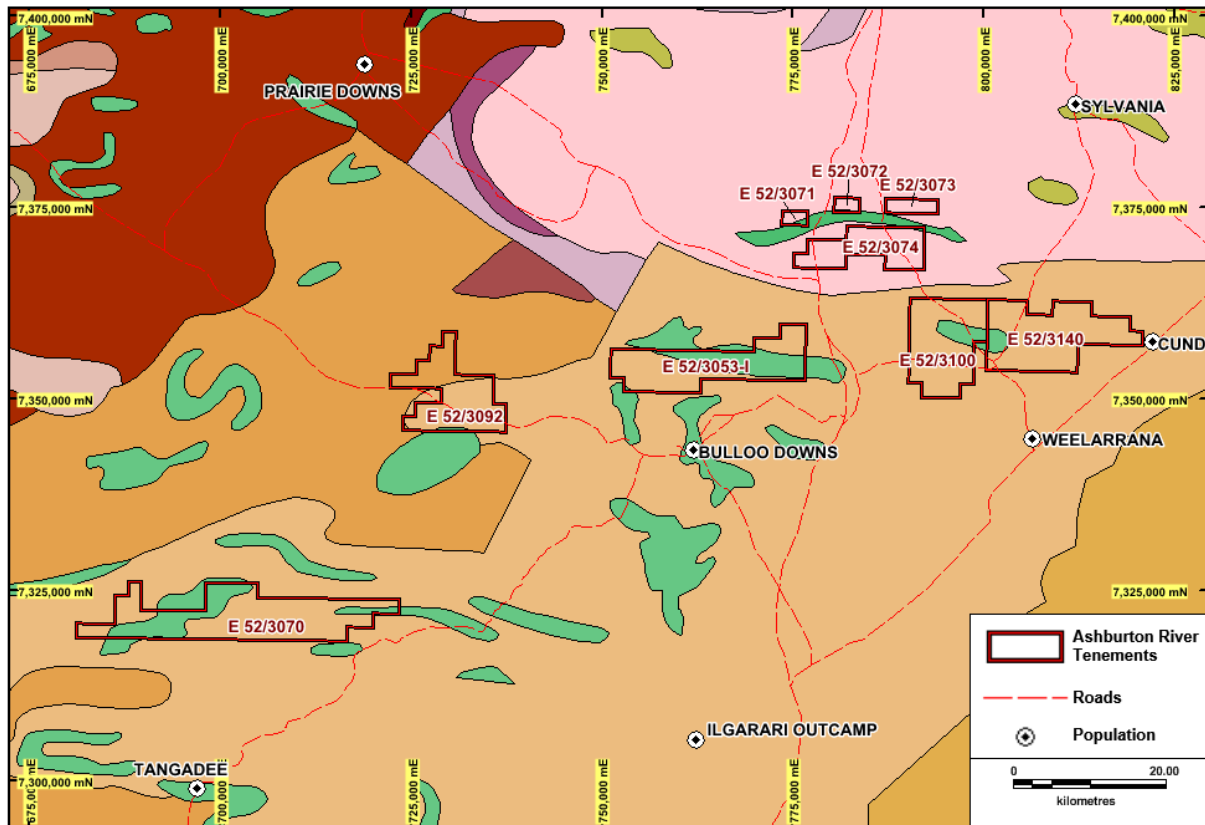 7,400,000 mN
7,400,000 mN
675,000 mE
700,000 mE
725,000 mE
750,000 mE
775,000 mE
800,000 mE
825,000 mE
PRAIRIE DOWNS
SYLVANIA
E 52/3072
E 52/3071
E 52/3073
7,375,000 mN
7,375,000 mN
E 52/3074
E 52/3140
CUND
E 52/3100
E 52/3053-I
7,350,000 mN
7,350,000 mN
E 52/3092
WEELARRANA
BULLOO DOWNS
7,325,000 mN
7,325,000 mN
E 52/3070
Ashburton River
Tenements
Roads
Population
0 20.00
kilometres
ILGARARI OUTCAMP
TANGADEE
7,300,000 mN
675,000 mE
700,000 mE
725,000 mE
750,000 mE
775,000 mE